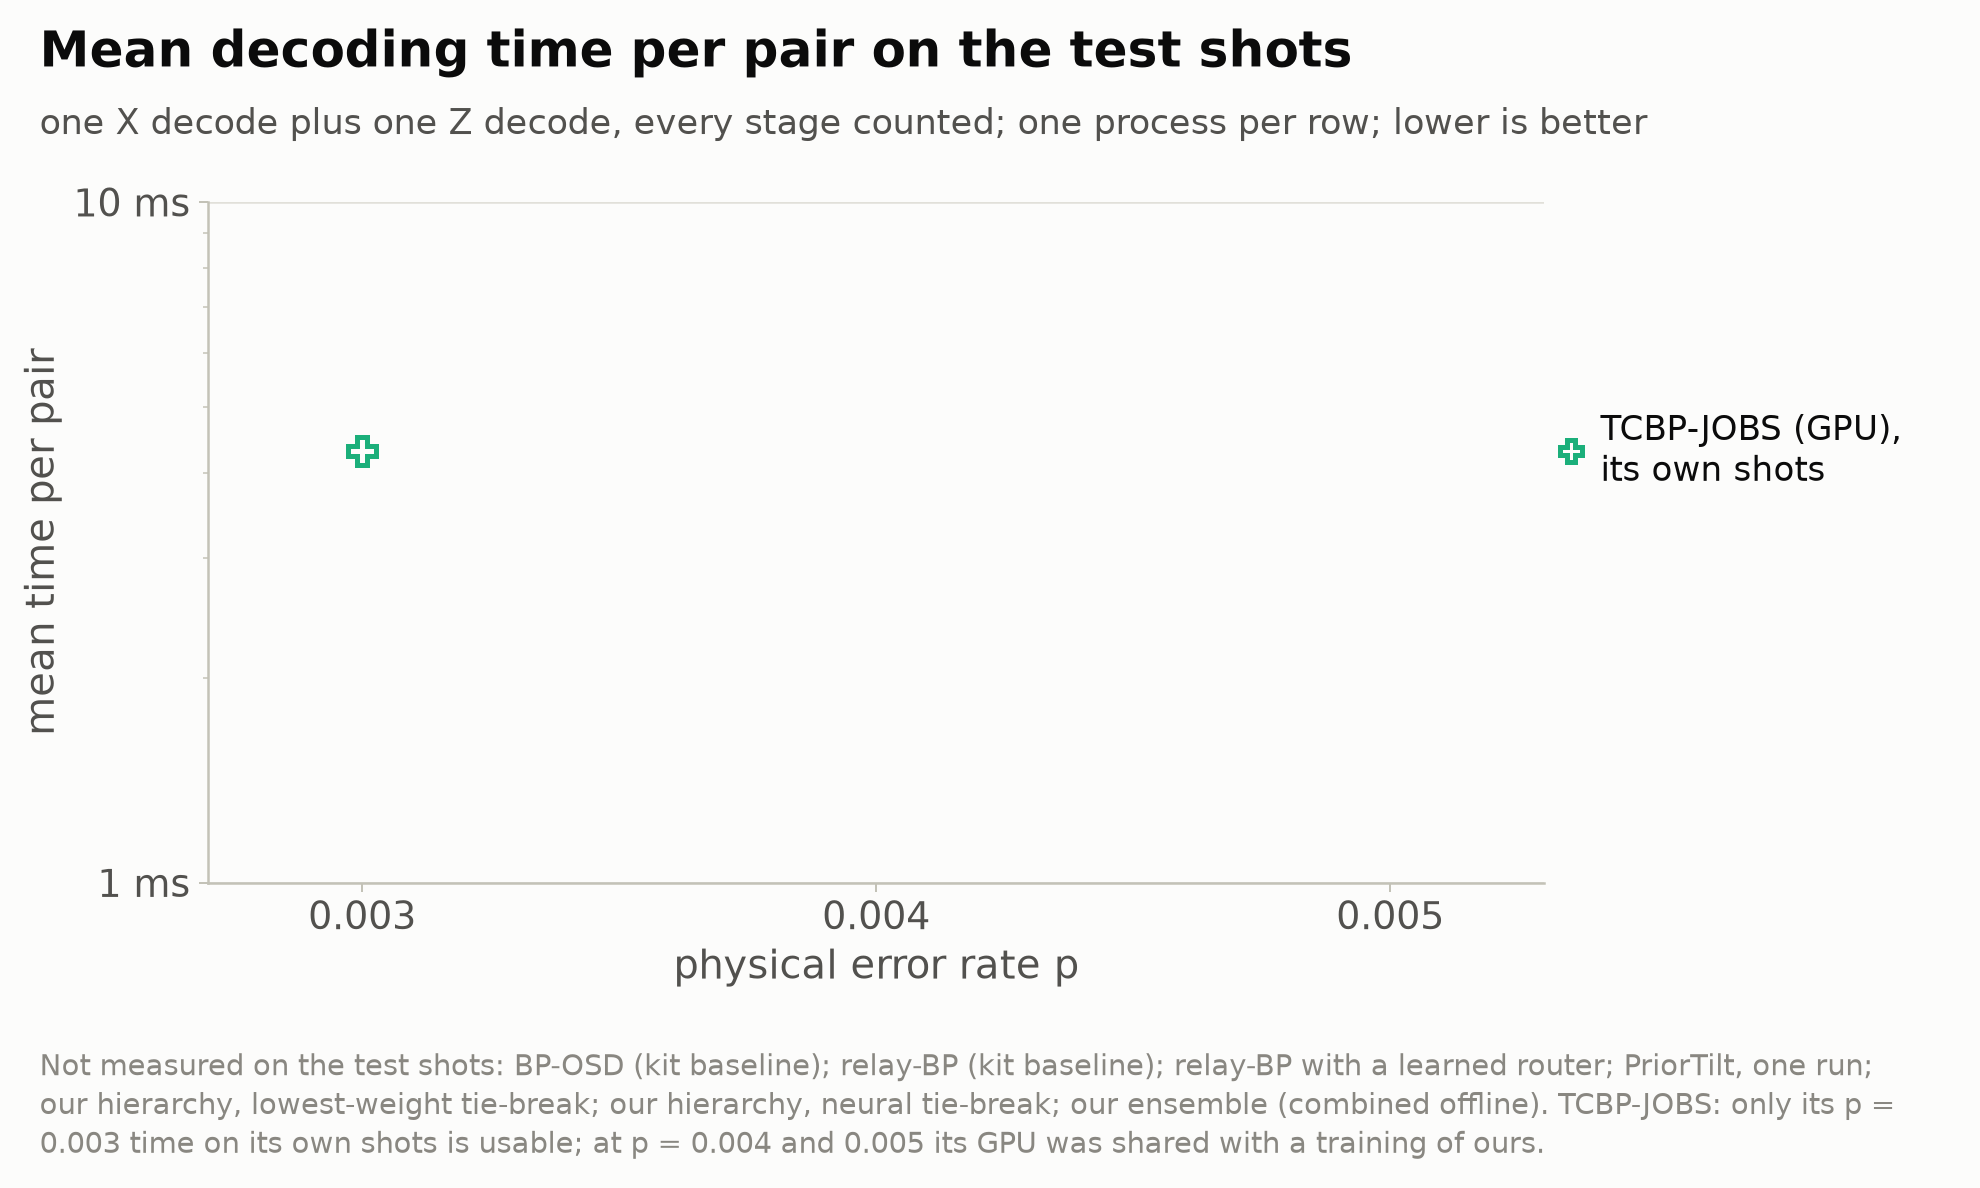 Mean decoding time per pair on the test shots
one X decode plus one Z decode, every stage counted; one process per row; lower is better
10 ms
mean time per pair
TCBP-JOBS (GPU),
its own shots
1 ms
0.003
0.004
0.005
physical error rate p
Not measured on the test shots: BP-OSD (kit baseline); relay-BP (kit baseline); relay-BP with a learned router; PriorTilt, one run;
our hierarchy, lowest-weight tie-break; our hierarchy, neural tie-break; our ensemble (combined offline). TCBP-JOBS: only its p =
0.003 time on its own shots is usable; at p = 0.004 and 0.005 its GPU was shared with a training of ours.